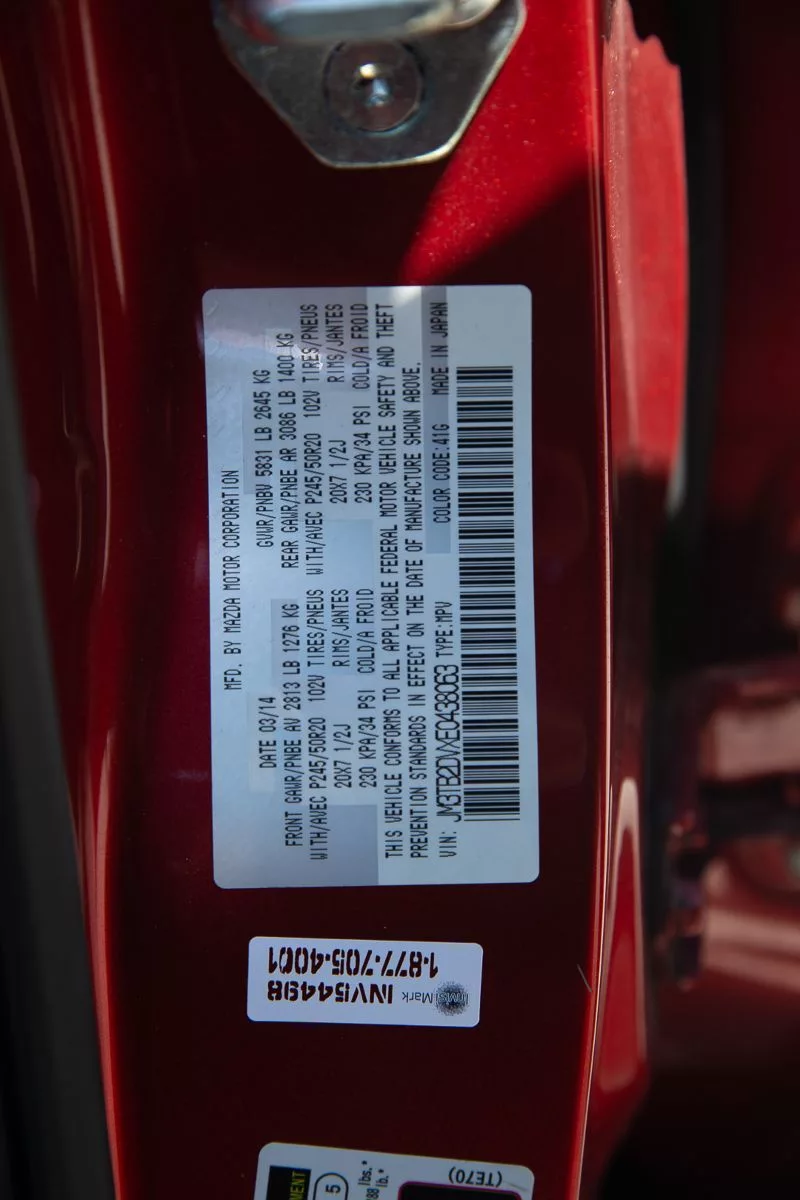 MFD. BY MAZDA MOTOR CORPORATION
DATE 03/14 GVWR/PNBV 5831 LB 2645 KG
FRONT GAWR/PNBE AV 2813 LB 1276 KG REAR GAWR/PNBE AR 3086 LB 1400 KG
WITH/AVEC P245/50R20 102V TIRES/PNEUS WITH/AVEC P245/50R20 102V TIRES/PNEUS
20X7 1/2J RIMS/JANTES 20X7 1/2J RIMS/JANTES
230 KPA/34 PSI COLD/A FROID 230 KPA/34 PSI COLD/A FROID
THIS VEHICLE CONFORMS TO ALL APPLICABLE FEDERAL MOTOR VEHICLE SAFETY AND THEFT
PREVENTION STANDARDS IN EFFECT ON THE DATE OF MANUFACTURE SHOWN ABOVE.
VIN: JM3TB2DVXE0438063 TYPE:MPV COLOR CODE:41G MADE IN JAPAN
InvisiMark INV54498
1-877-705-4001
(TE70)
5
lbs.*
lb.*